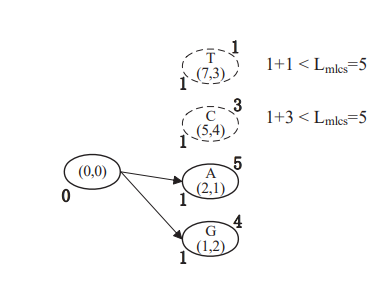 1
T
(7,3)
1
1+1 < Lmlcs=5
3
C
(5,4)
1
1+3 < Lmlcs=5
(0,0)
0
5
A
(2,1)
1
4
G
(1,2)
1